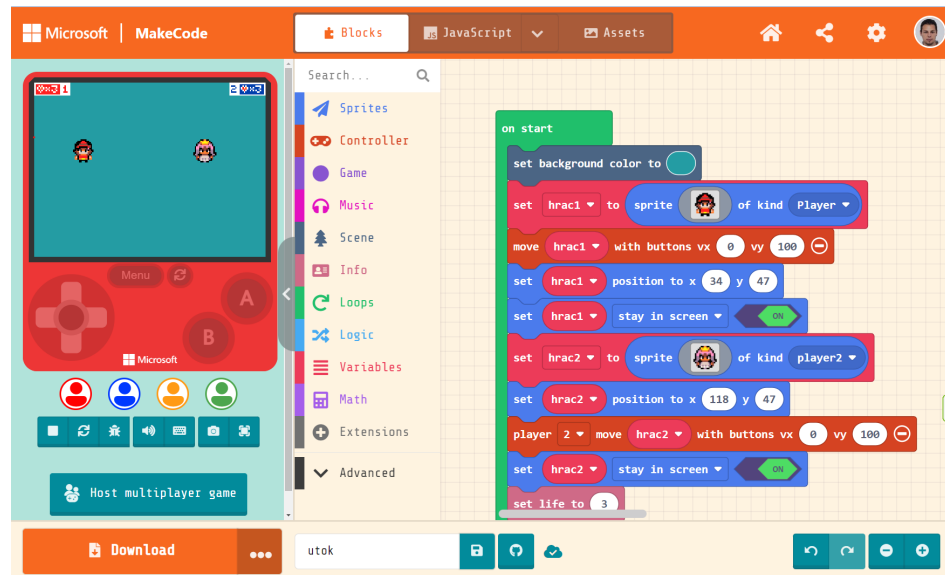 Microsoft | MakeCode
Blocks
JavaScript
Assets
×3 1
2 ×3
Menu
A
B
Microsoft
Host multiplayer game
Search...
Sprites
Controller
Game
Music
Scene
Info
Loops
Logic
Variables
Math
Extensions
Advanced
on start
set background color to
set hrac1 to sprite of kind Player
move hrac1 with buttons vx 0 vy 100
set hrac1 position to x 34 y 47
set hrac1 stay in screen ON
set hrac2 to sprite of kind player2
set hrac2 position to x 118 y 47
player 2 move hrac2 with buttons vx 0 vy 100
set hrac2 stay in screen ON
set life to 3
Download
utok